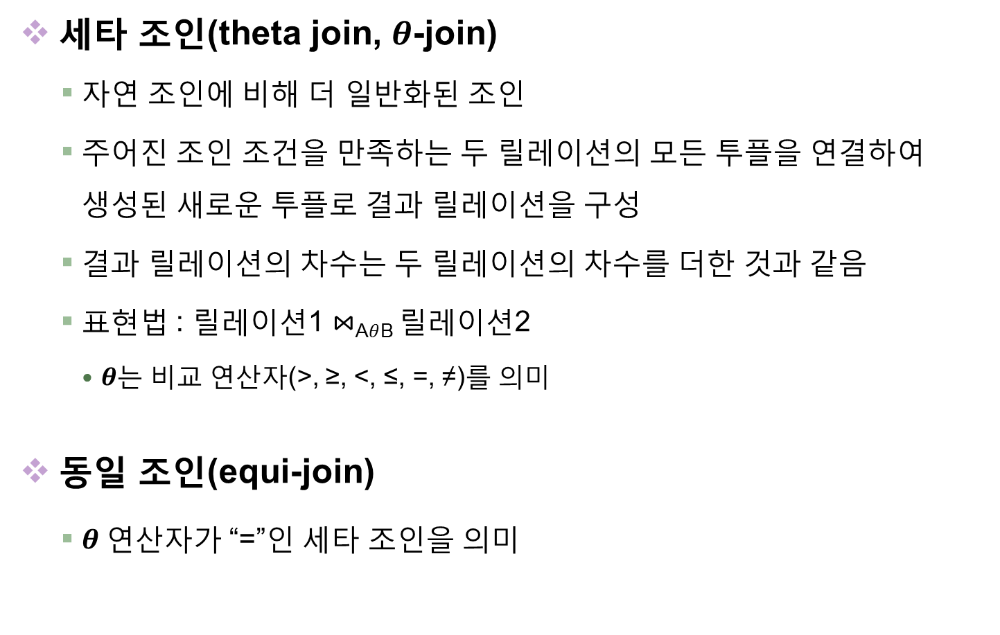 ❖ 세타 조인(theta join, θ-join)
▪ 자연 조인에 비해 더 일반화된 조인
▪ 주어진 조인 조건을 만족하는 두 릴레이션의 모든 투플을 연결하여
생성된 새로운 투플로 결과 릴레이션을 구성
▪ 결과 릴레이션의 차수는 두 릴레이션의 차수를 더한 것과 같음
▪ 표현법 : 릴레이션1 ⋈AθB 릴레이션2
• θ는 비교 연산자(>, ≥, <, ≤, =, ≠)를 의미
❖ 동일 조인(equi-join)
▪ θ 연산자가 “=”인 세타 조인을 의미